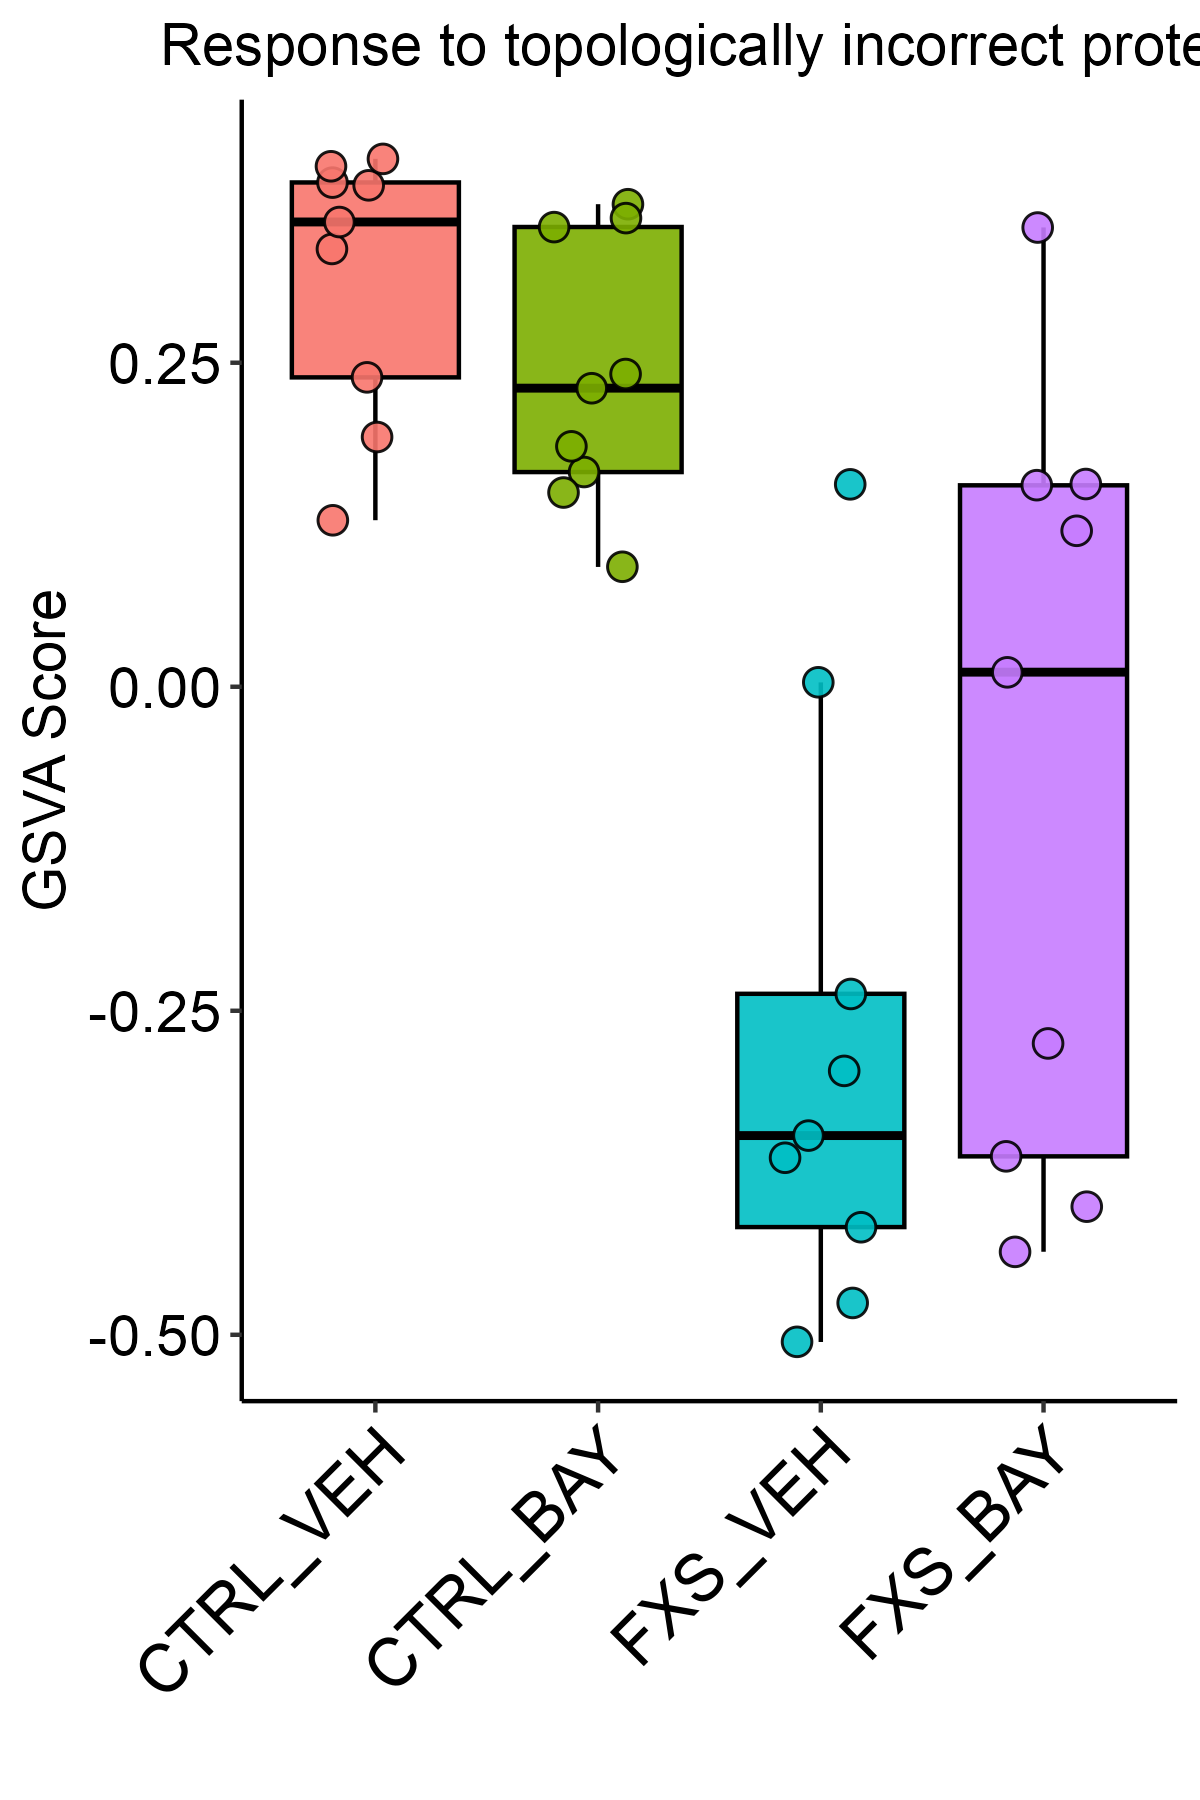 Response to topologically incorrect prote
GSVA Score
0.25
0.00
-0.25
-0.50
CTRL_VEH
CTRL_BAY
FXS_VEH
FXS_BAY